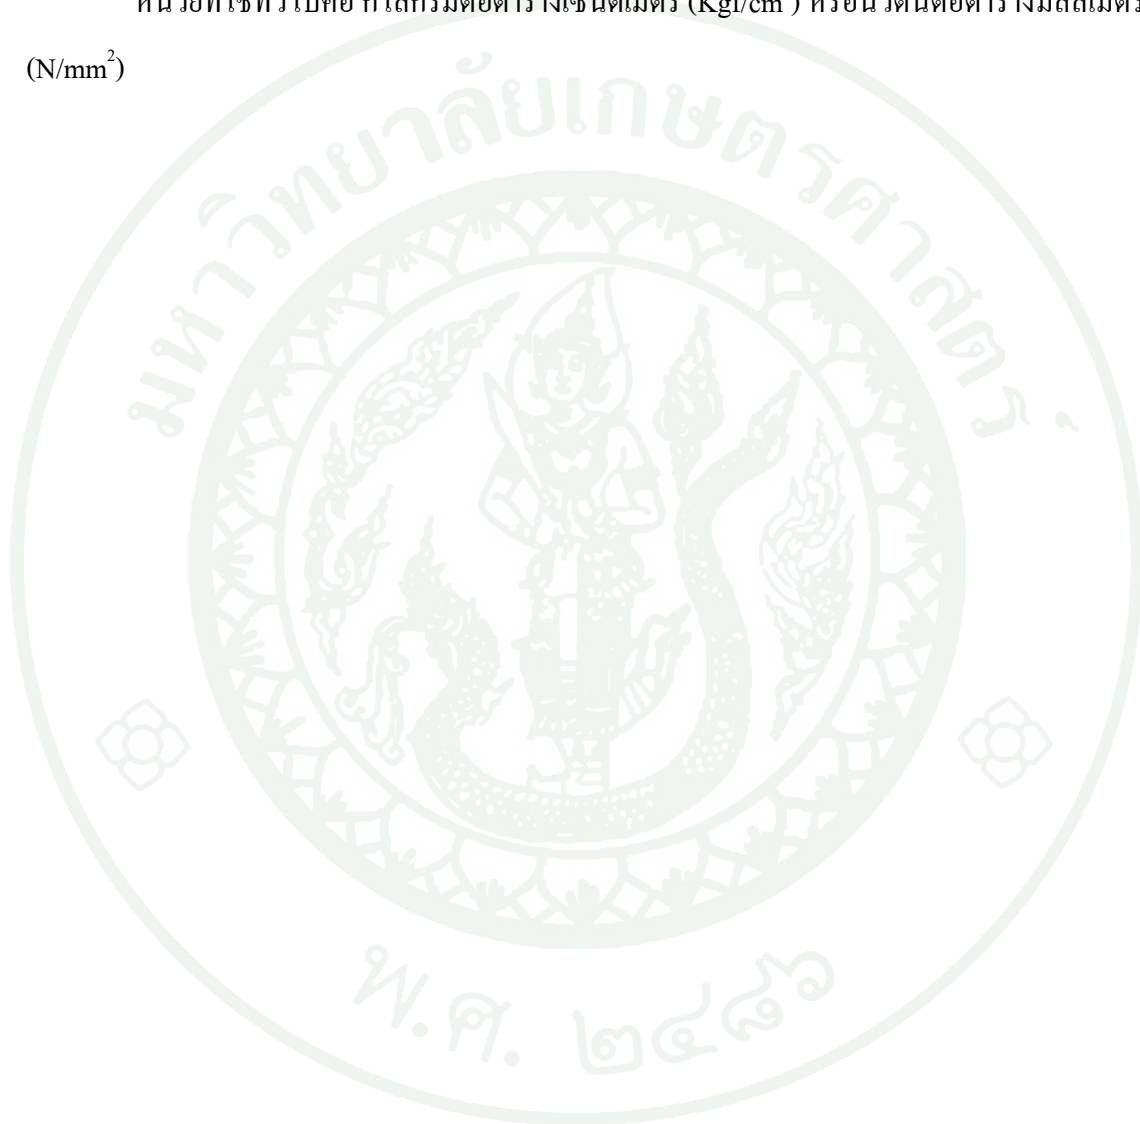 หน่วยที่ใช้ทั่วไปคือ กิโลกรัมต่อตารางเซนติเมตร (Kgf/cm²) หรือนิวตันต่อตารางมิลลิเมตร
(N/mm²)
มหาวิทยาลัยเกษตรศาสตร์
พ.ศ. ๒๔๘๖